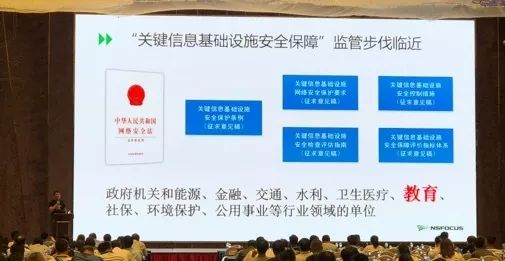 “关键信息基础设施安全保障”监管步伐临近
中华人民共和国
网络安全法
关键信息基础设施
安全保护条例
（征求意见稿）
关键信息基础设施
网络安全保护要求
（征求意见稿）
关键信息基础设施
安全控制措施
（征求意见稿）
关键信息基础设施
安全检查评估指南
（征求意见稿）
关键信息基础设施
安全保障评价指标体系
（征求意见稿）
政府机关和能源、金融、交通、水利、卫生医疗、教育、
社保、环境保护、公用事业等行业领域的单位
NSFOCUS